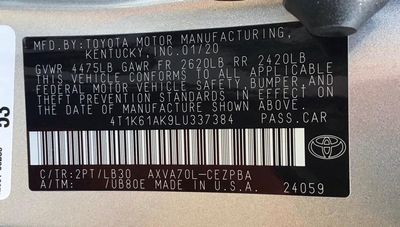 MFD.BY:TOYOTA MOTOR MANUFACTURING,
KENTUCKY,INC.01/20
GVWR 4475LB GAWR FR 2620LB RR 2420LB
THIS VEHICLE CONFORMS TO ALL APPLICABLE
FEDERAL MOTOR VEHICLE SAFETY, BUMPER, AND
THEFT PREVENTION STANDARDS IN EFFECT ON
THE DATE OF MANUFACTURE SHOWN ABOVE.
4T1K61AK9LU337384 PASS.CAR
C/TR:2PT/LB30 AXVA70L-CEZPBA
A/TM: /UB80E MADE IN U.S.A. 24059
TOYOTA